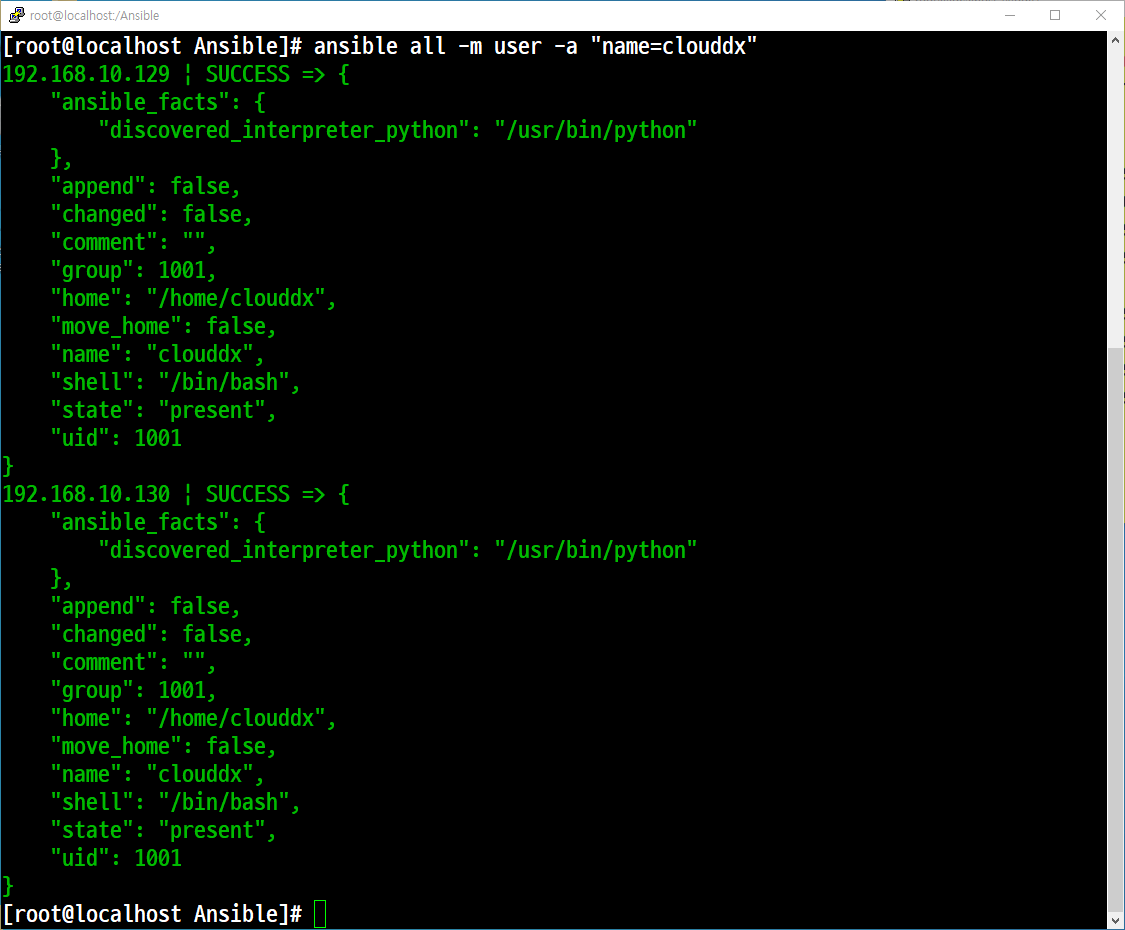 root@localhost:/Ansible
[root@localhost Ansible]# ansible all -m user -a "name=clouddx"
192.168.10.129 | SUCCESS => {
    "ansible_facts": {
        "discovered_interpreter_python": "/usr/bin/python"
    },
    "append": false,
    "changed": false,
    "comment": "",
    "group": 1001,
    "home": "/home/clouddx",
    "move_home": false,
    "name": "clouddx",
    "shell": "/bin/bash",
    "state": "present",
    "uid": 1001
}
192.168.10.130 | SUCCESS => {
    "ansible_facts": {
        "discovered_interpreter_python": "/usr/bin/python"
    },
    "append": false,
    "changed": false,
    "comment": "",
    "group": 1001,
    "home": "/home/clouddx",
    "move_home": false,
    "name": "clouddx",
    "shell": "/bin/bash",
    "state": "present",
    "uid": 1001
}
[root@localhost Ansible]#